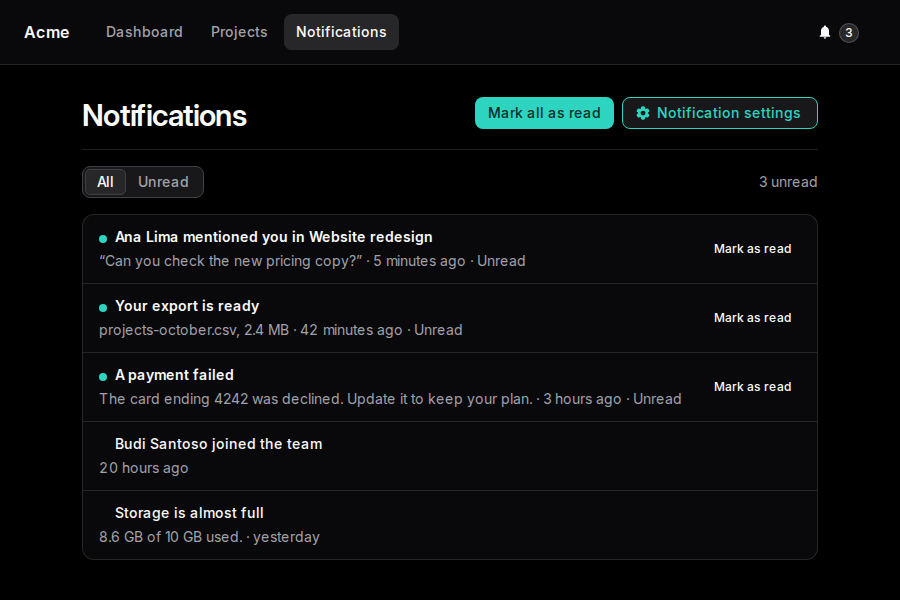 Acme Dashboard Projects Notifications 3
Notifications Mark all as read Notification settings
All Unread 3 unread
Ana Lima mentioned you in Website redesign
“Can you check the new pricing copy?” · 5 minutes ago · Unread
Mark as read
Your export is ready
projects-october.csv, 2.4 MB · 42 minutes ago · Unread
Mark as read
A payment failed
The card ending 4242 was declined. Update it to keep your plan. · 3 hours ago · Unread
Mark as read
Budi Santoso joined the team
20 hours ago
Storage is almost full
8.6 GB of 10 GB used. · yesterday